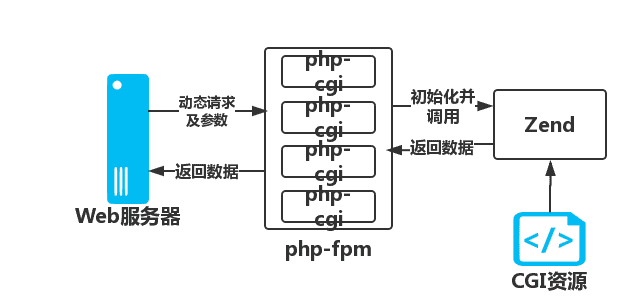 php-
cgi
php-
cgi
php-
cgi
php-
cgi
动态请求
及参数
返回数据
初始化并
调用
返回数据
Zend
Web服务器
php-fpm
</>
CGI资源